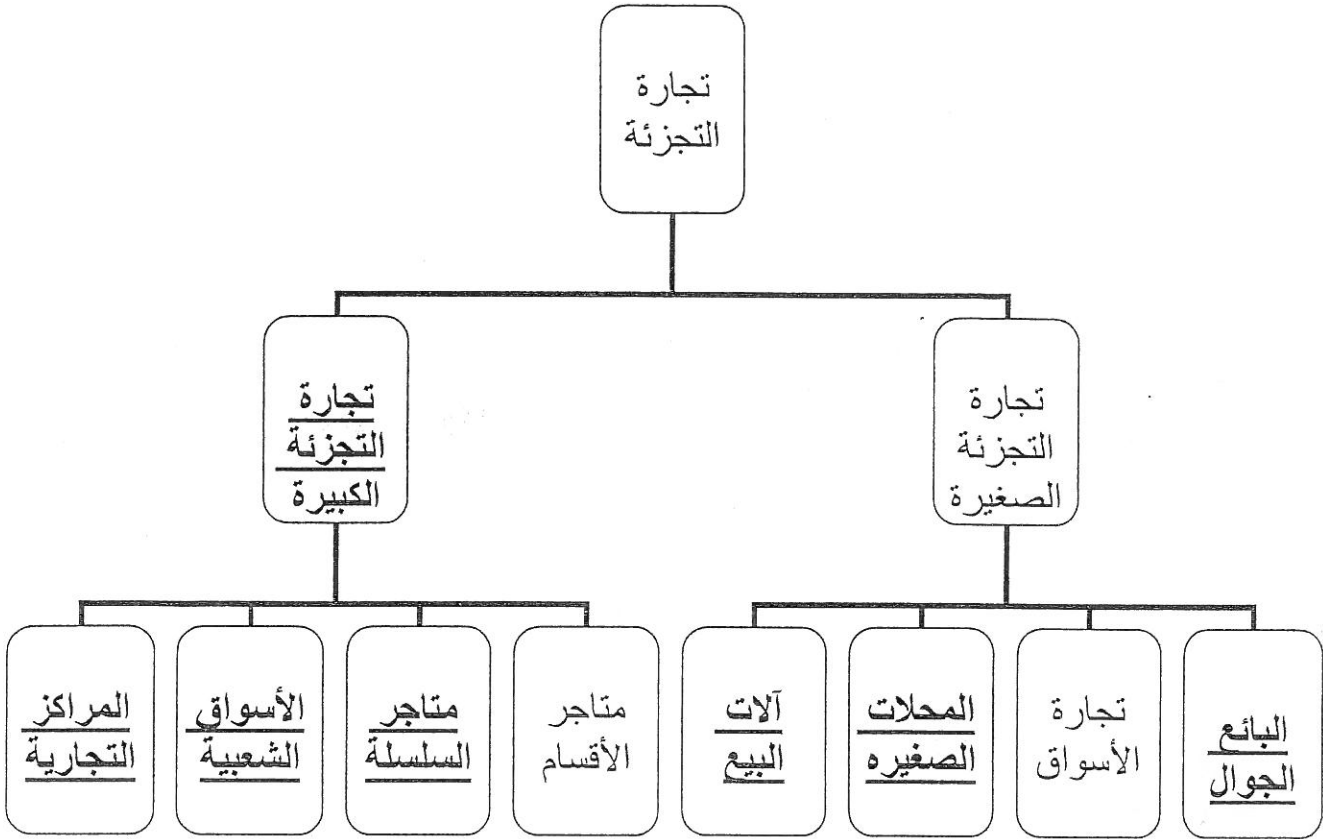 تجارة
التجزئة
تجارة
التجزئة
الصغيرة
تجارة
التجزئة
الكبيرة
البائع
الجوال
تجارة
الأسواق
المحلات
الصغيره
آلات
البيع
متاجر
الأقسام
متاجر
السلسلة
الأسواق
الشعبية
المراكز
التجارية